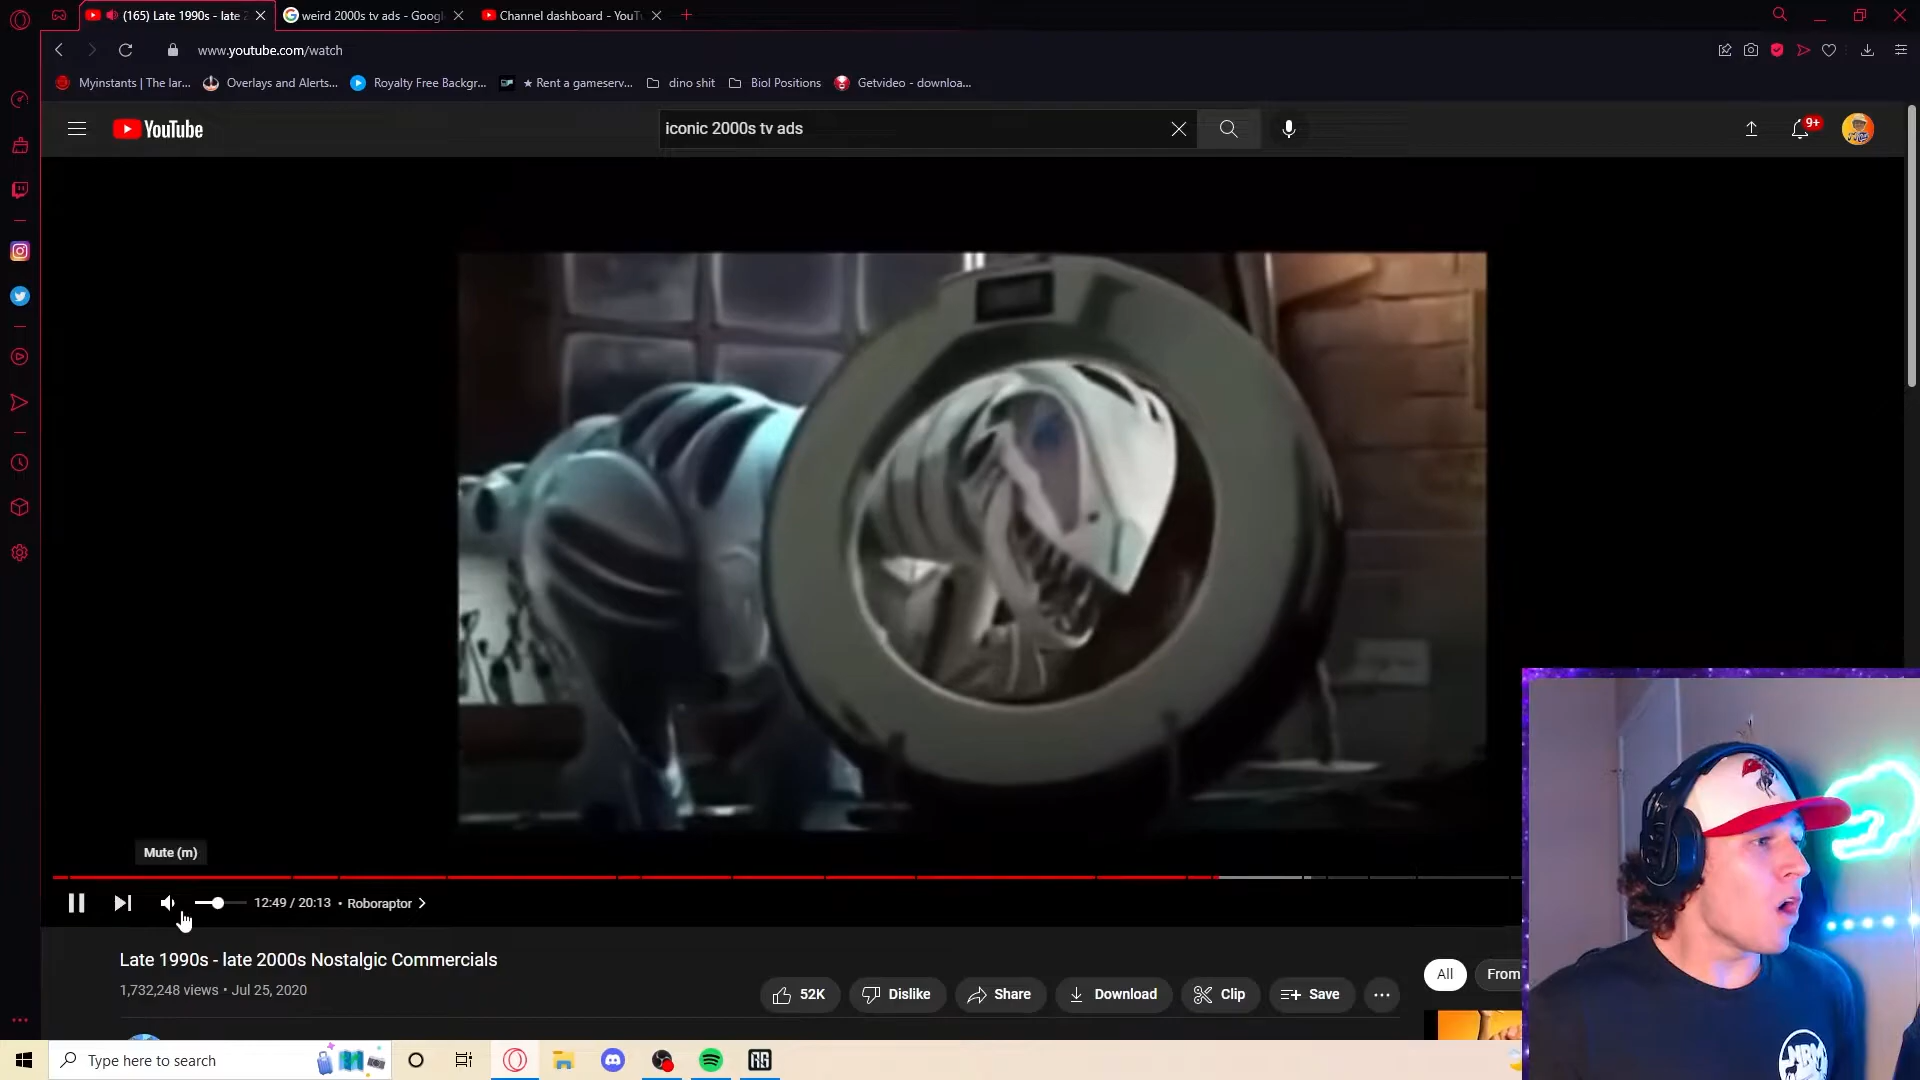 (165) Late 1990s - late 2
weird 2000s tv ads - Googl
Channel dashboard - YouTu
www.youtube.com/watch
Myinstants | The lar...
Overlays and Alerts...
Royalty Free Backgr...
★ Rent a gameserv...
dino shit
Biol Positions
Getvideo - downloa...
YouTube
iconic 2000s tv ads
9+
Mute (m)
12:49 / 20:13 • Roboraptor
Late 1990s - late 2000s Nostalgic Commercials
1,732,248 views • Jul 25, 2020
52K
Dislike
Share
Download
Clip
Save
All
From
Type here to search